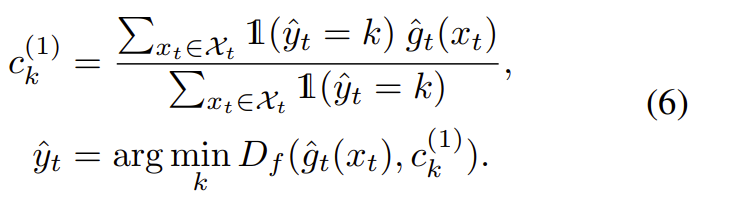 c_k^{(1)} = \frac{\sum_{x_t \in \mathcal{X}_t} \mathbb{1}(\hat{y}_t = k) \, \hat{g}_t(x_t)}{\sum_{x_t \in \mathcal{X}_t} \mathbb{1}(\hat{y}_t = k)},
(6)
\hat{y}_t = \arg\min_k D_f(\hat{g}_t(x_t), c_k^{(1)}).